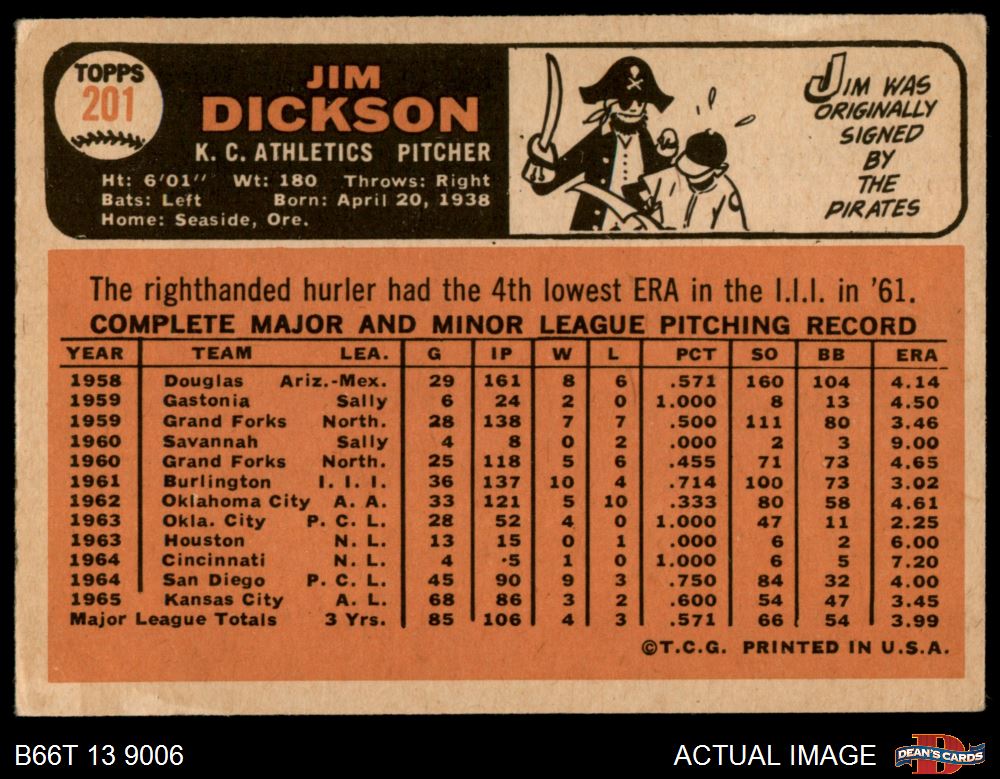 TOPPS
201
JIM
DICKSON
K. C. ATHLETICS PITCHER
Ht: 6'01" Wt: 180 Throws: Right
Bats: Left Born: April 20, 1938
Home: Seaside, Ore.
JIM WAS
ORIGINALLY
SIGNED
BY
THE
PIRATES
The righthanded hurler had the 4th lowest ERA in the I.I.I. in '61.
COMPLETE MAJOR AND MINOR LEAGUE PITCHING RECORD
YEAR TEAM LEA. G IP W L PCT SO BB ERA
1958 Douglas Ariz.-Mex. 29 161 8 6 .571 160 104 4.14
1959 Gastonia Sally 6 24 2 0 1.000 8 13 4.50
1959 Grand Forks North. 28 138 7 7 .500 111 80 3.46
1960 Savannah Sally 4 8 0 2 .000 2 3 9.00
1960 Grand Forks North. 25 118 5 6 .455 71 73 4.65
1961 Burlington I. I. I. 36 137 10 4 .714 100 73 3.02
1962 Oklahoma City A. A. 33 121 5 10 .333 80 58 4.61
1963 Okla. City P. C. L. 28 52 4 0 1.000 47 11 2.25
1963 Houston N. L. 13 15 0 1 .000 6 2 6.00
1964 Cincinnati N. L. 4 5 1 0 1.000 6 5 7.20
1964 San Diego P. C. L. 45 90 9 3 .750 84 32 4.00
1965 Kansas City A. L. 68 86 3 2 .600 54 47 3.45
Major League Totals 3 Yrs. 85 106 4 3 .571 66 54 3.99
©T.C.G. PRINTED IN U.S.A.
B66T 13 9006 ACTUAL IMAGE DEAN'S CARDS